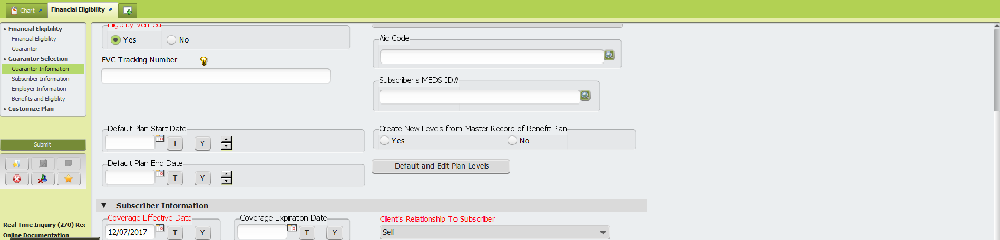 Chart
Financial Eligibility
Financial Eligibility
Financial Eligibility
Guarantor
Guarantor Selection
Guarantor Information
Subscriber Information
Employer Information
Benefits and Eligiblity
Customize Plan
Submit
Real Time Inquiry (270) Rec
Online Documentation
Eligibility Verified
Yes No
EVC Tracking Number
Aid Code
Subscriber's MEDS ID#
Default Plan Start Date
T Y
Create New Levels from Master Record of Benefit Plan
Yes No
Default Plan End Date
T Y
Default and Edit Plan Levels
Subscriber Information
Coverage Effective Date
12/07/2017 T Y
Coverage Expiration Date
T Y
Client's Relationship To Subscriber
Self